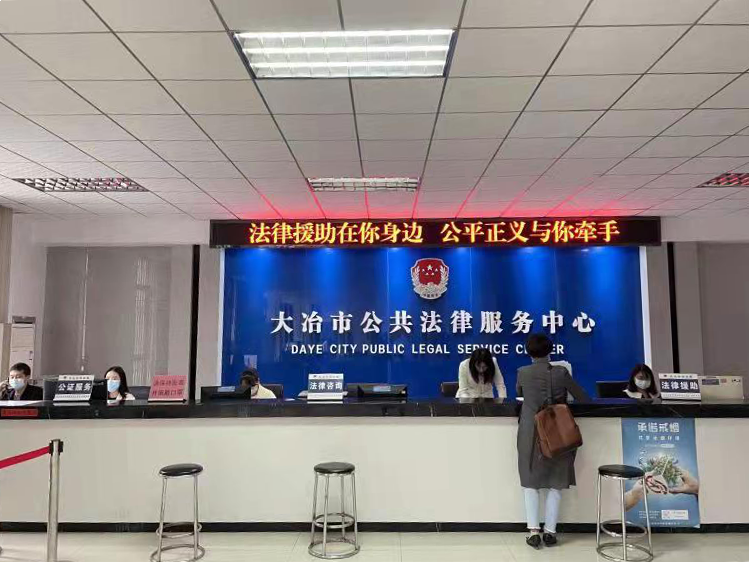 法律援助在你身边 公平正义与你牵手
大冶市公共法律服务中心
DAYE CITY PUBLIC LEGAL SERVICE CENTER
公证服务
法律咨询
法律援助
承诺戒烟